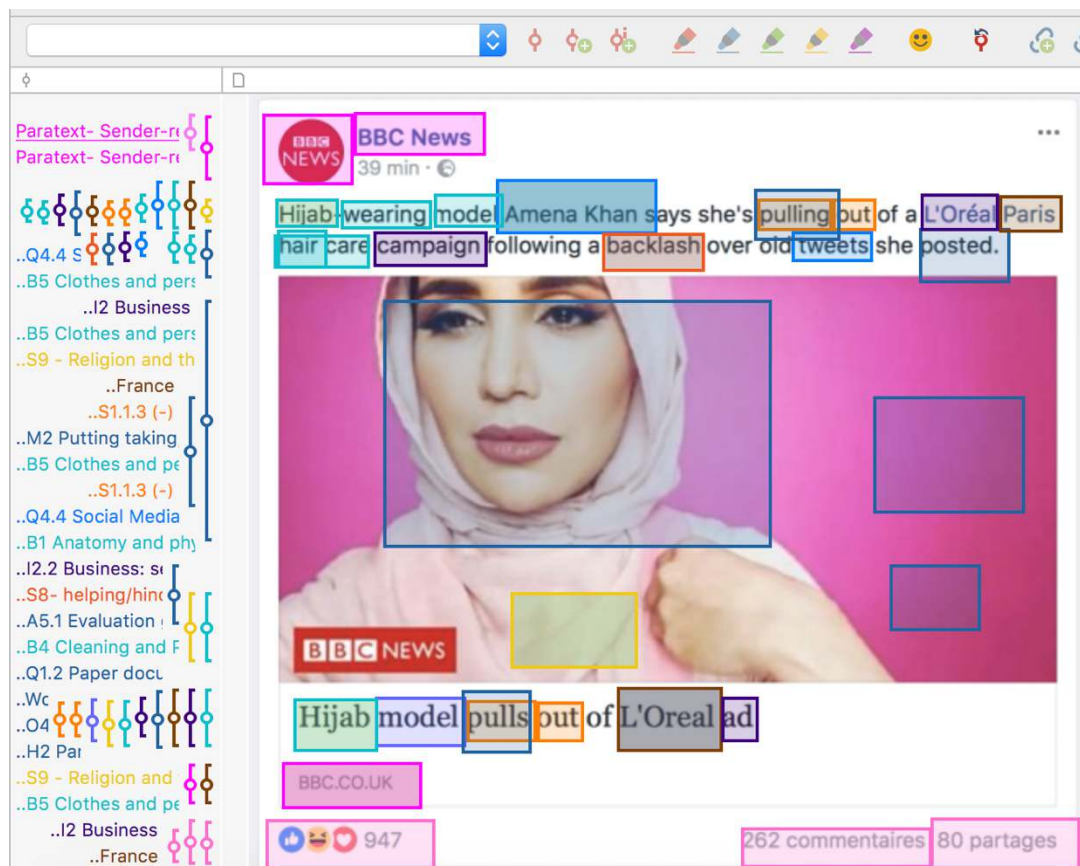 Paratext- Sender-re
Paratext- Sender-re
..Q4.4 S
..B5 Clothes and pers
..I2 Business
..B5 Clothes and pers
..S9 - Religion and th
..France
..S1.1.3 (-)
..M2 Putting taking
..B5 Clothes and pe
..S1.1.3 (-)
..Q4.4 Social Media
..B1 Anatomy and phy
..I2.2 Business: se
..S8- helping/hind
..A5.1 Evaluation
..B4 Cleaning and P
..Q1.2 Paper docu
..Wo
..O4
..H2 Par
..S9 - Religion and
..B5 Clothes and pe
..I2 Business
..France
BBC NEWS
BBC News
39 min ·
Hijab-wearing model Amena Khan says she's pulling out of a L'Oréal Paris
hair care campaign following a backlash over old tweets she posted.
BBC NEWS
Hijab model pulls out of L'Oreal ad
BBC.CO.UK
947
262 commentaires
80 partages